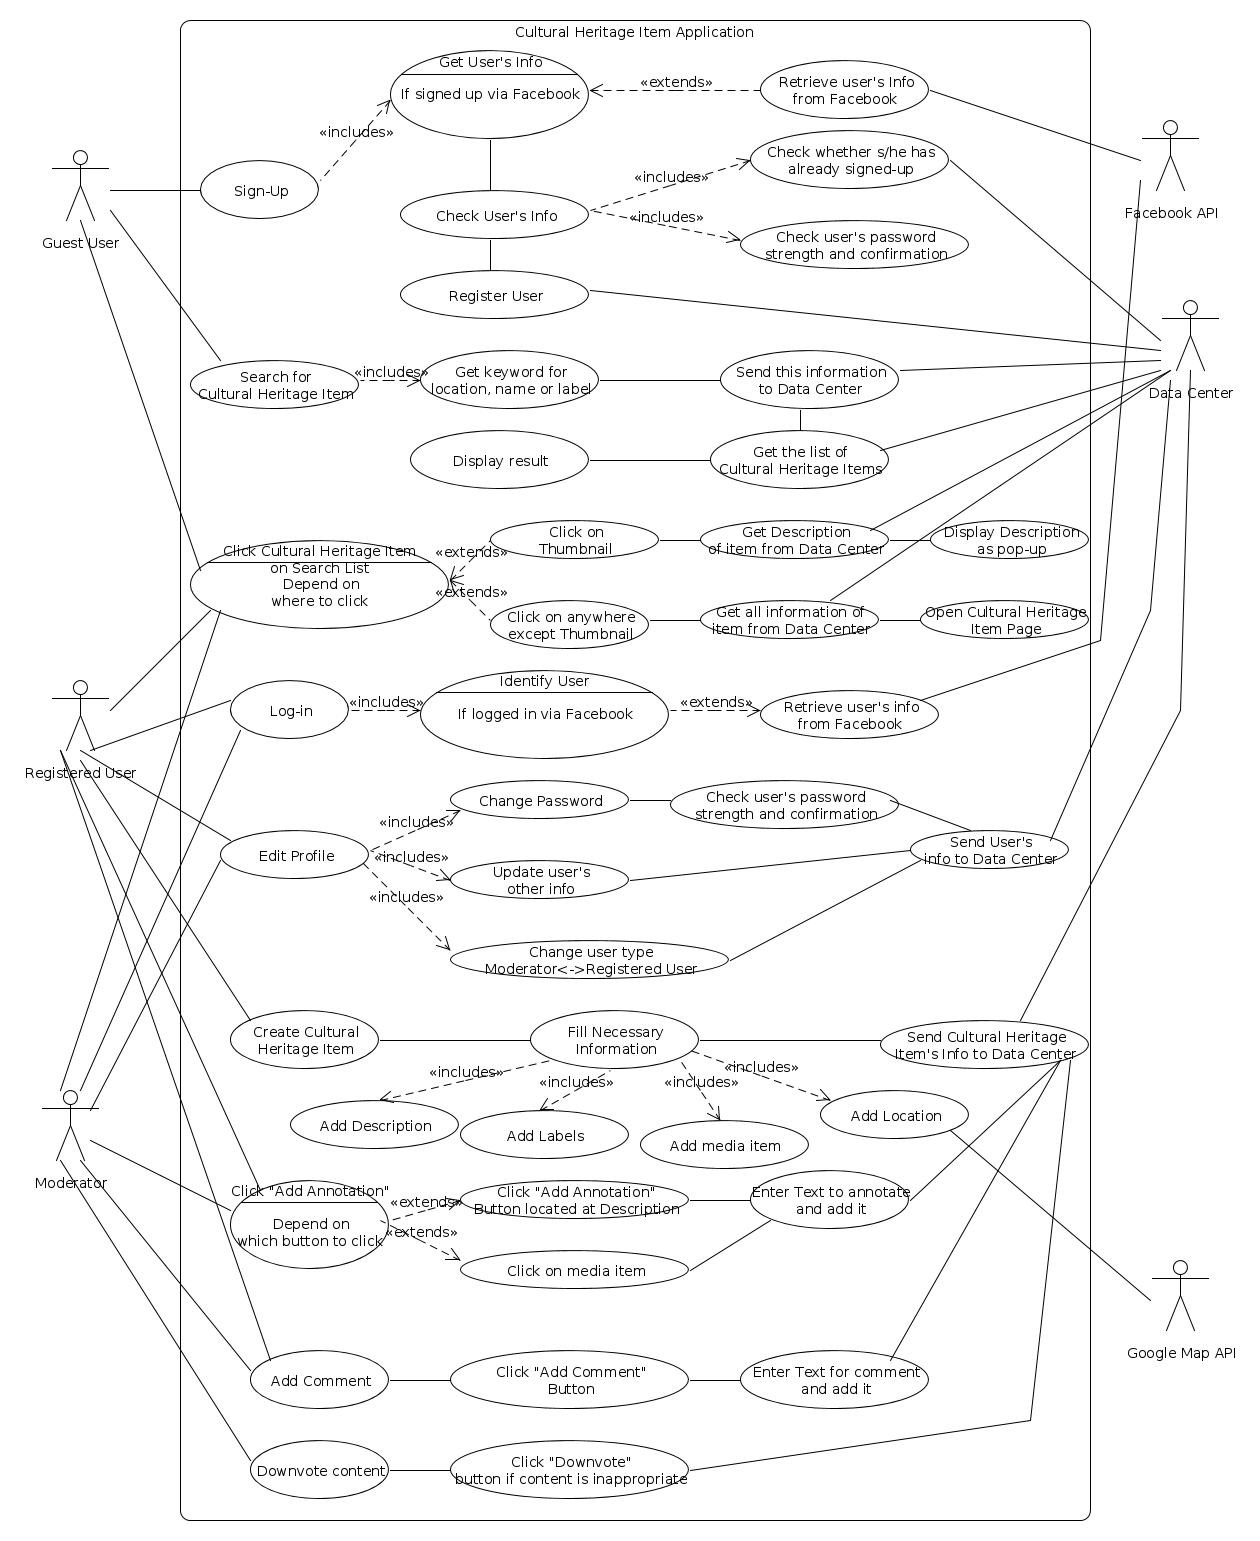 Cultural Heritage Item Application
Get User's Info
If signed up via Facebook
«extends»
Retrieve user's Info
from Facebook
«includes»
Guest User
Sign-Up
Check User's Info
«includes»
«includes»
Check whether s/he has
already signed-up
Check user's password
strength and confirmation
Facebook API
Register User
Data Center
Search for
Cultural Heritage Item
«includes»
Get keyword for
location, name or label
Send this information
to Data Center
Display result
Get the list of
Cultural Heritage Items
Click Cultural Heritage Item
on Search List
Depend on
where to click
«extends»
«extends»
Click on
Thumbnail
Get Description
of item from Data Center
Display Description
as pop-up
Click on anywhere
except Thumbnail
Get all information of
item from Data Center
Open Cultural Heritage
Item Page
Registered User
Log-in
«includes»
Identify User
If logged in via Facebook
«extends»
Retrieve user's info
from Facebook
Edit Profile
«includes»
«includes»
«includes»
Change Password
Check user's password
strength and confirmation
Update user's
other info
Send User's
info to Data Center
Change user type
Moderator<->Registered User
Create Cultural
Heritage Item
Fill Necessary
Information
Send Cultural Heritage
Item's Info to Data Center
«includes»
«includes»
«includes»
«includes»
Add Description
Add Labels
Add media item
Add Location
Moderator
Click "Add Annotation"
Depend on
which button to click
«extends»
«extends»
Click "Add Annotation"
Button located at Description
Click on media item
Enter Text to annotate
and add it
Google Map API
Add Comment
Click "Add Comment"
Button
Enter Text for comment
and add it
Downvote content
Click "Downvote"
button if content is inappropriate